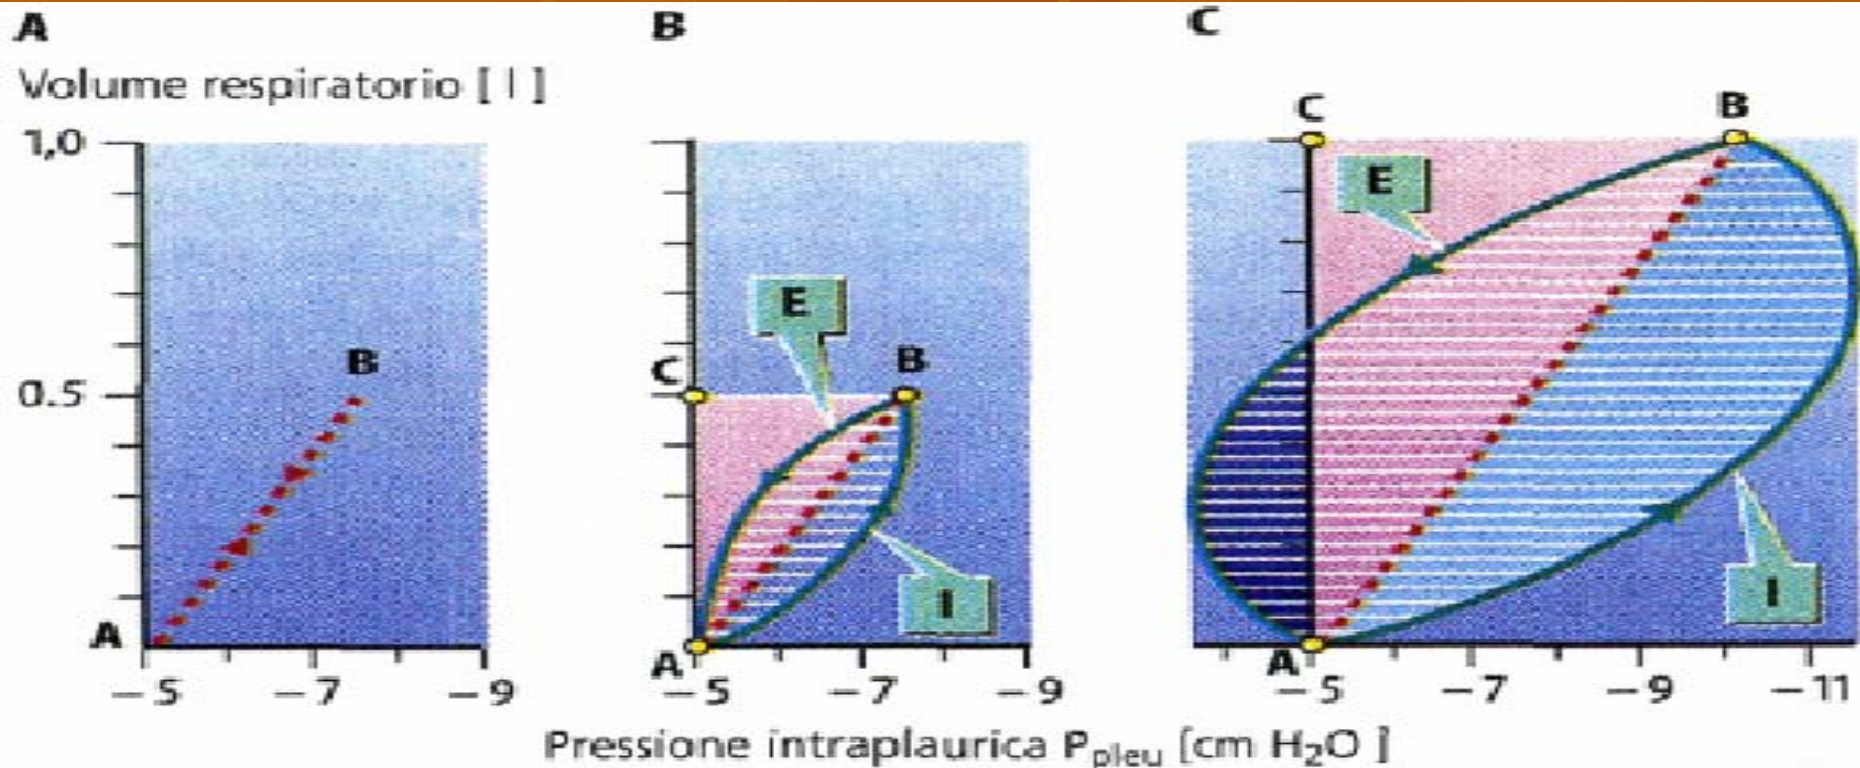 A
B
C
Volume respiratorio [ l ]
1,0
0.5
A
B
−5
−7
−9
C
B
E
I
A
−5
−7
−9
C
B
E
I
A
−5
−7
−9
−11
Pressione intraplaurica Ppleu [cm H₂O ]